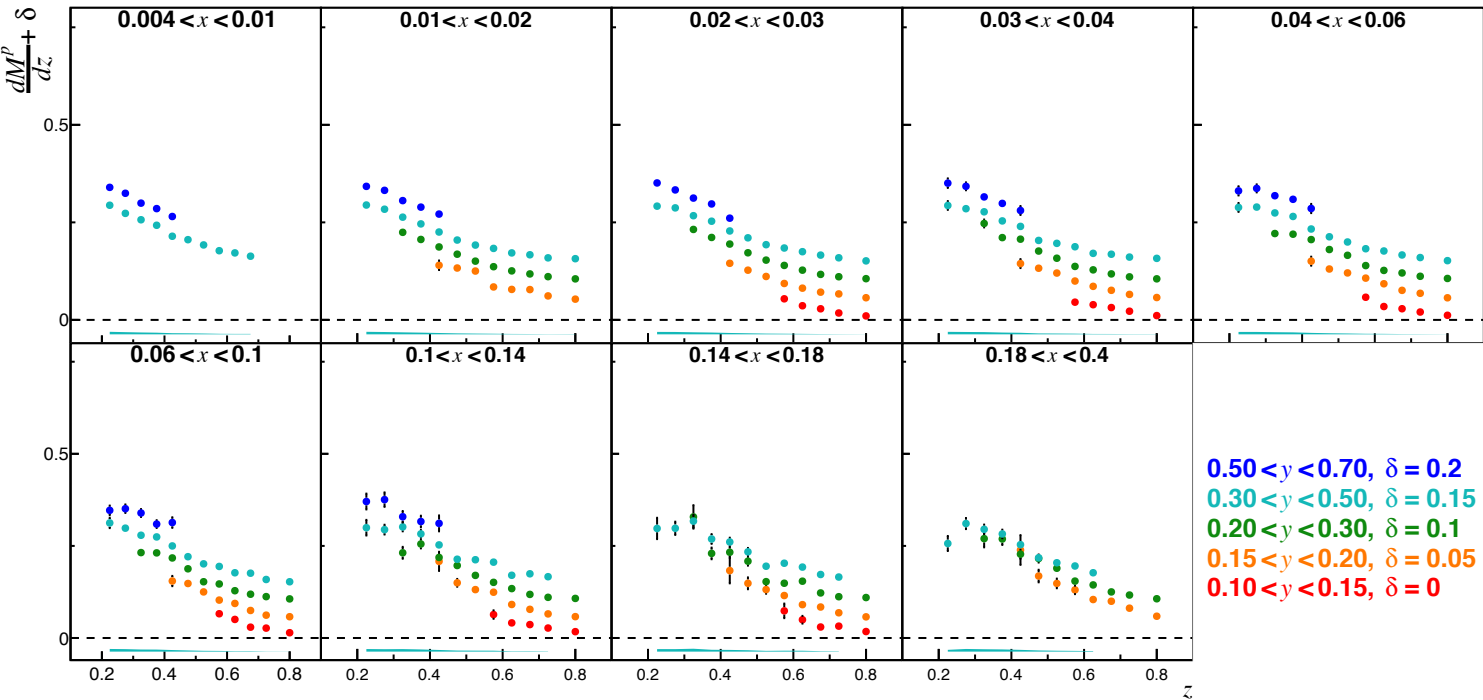 dM^p/dz + δ
0.004 < x < 0.01
0.01 < x < 0.02
0.02 < x < 0.03
0.03 < x < 0.04
0.04 < x < 0.06
0.5
0
0.06 < x < 0.1
0.1 < x < 0.14
0.14 < x < 0.18
0.18 < x < 0.4
0.5
0
0.50 < y < 0.70, δ = 0.2
0.30 < y < 0.50, δ = 0.15
0.20 < y < 0.30, δ = 0.1
0.15 < y < 0.20, δ = 0.05
0.10 < y < 0.15, δ = 0
0.2 0.4 0.6 0.8 0.2 0.4 0.6 0.8 0.2 0.4 0.6 0.8 0.2 0.4 0.6 0.8
z